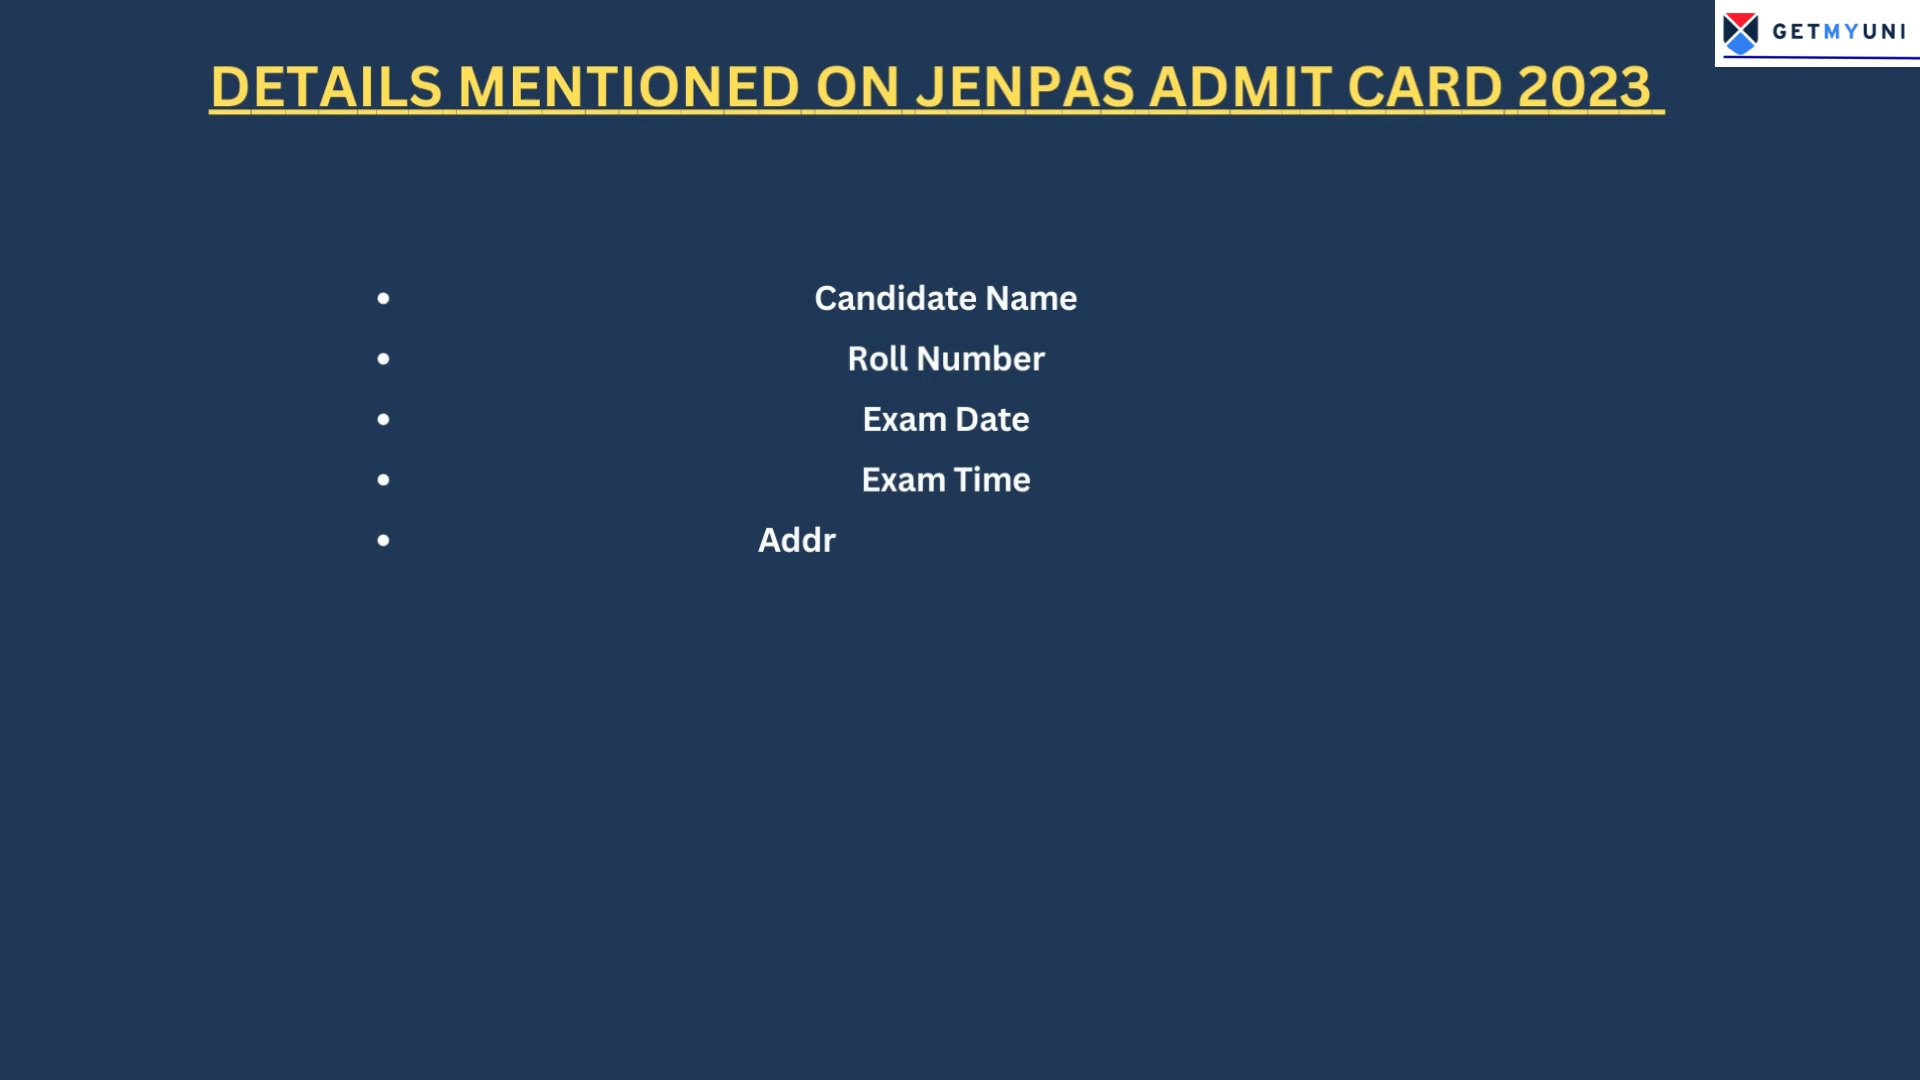 GETMYUNI
DETAILS MENTIONED ON JENPAS ADMIT CARD 2023
• Candidate Name
• Roll Number
• Exam Date
• Exam Time
• Addr